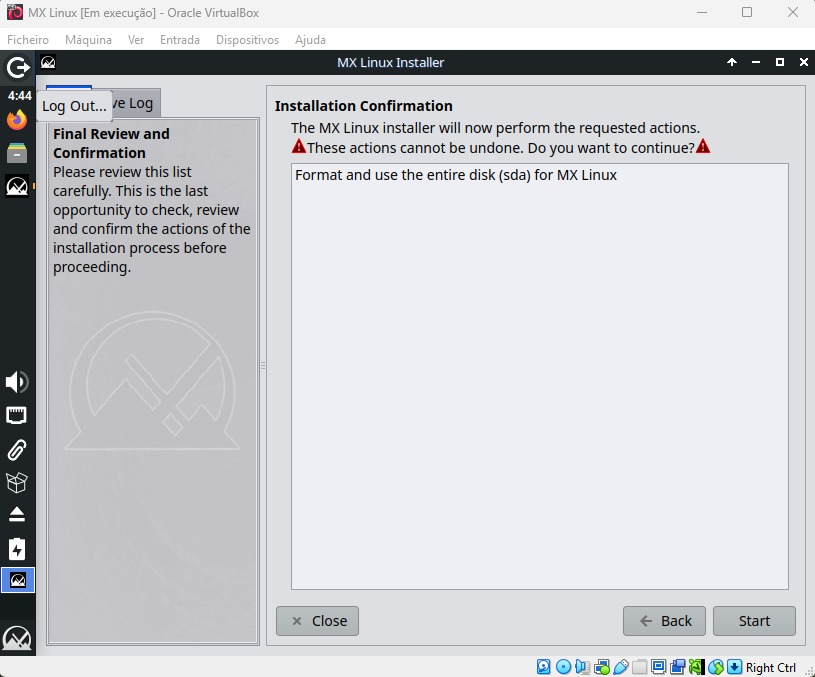 MX Linux [Em execução] - Oracle VirtualBox
Ficheiro Máquina Ver Entrada Dispositivos Ajuda
MX Linux Installer
4:44
Log Out...
ve Log
Final Review and
Confirmation
Please review this list
carefully. This is the last
opportunity to check, review
and confirm the actions of the
installation process before
proceeding.
Installation Confirmation
The MX Linux installer will now perform the requested actions.
These actions cannot be undone. Do you want to continue?
Format and use the entire disk (sda) for MX Linux
Close
Back
Start
Right Ctrl